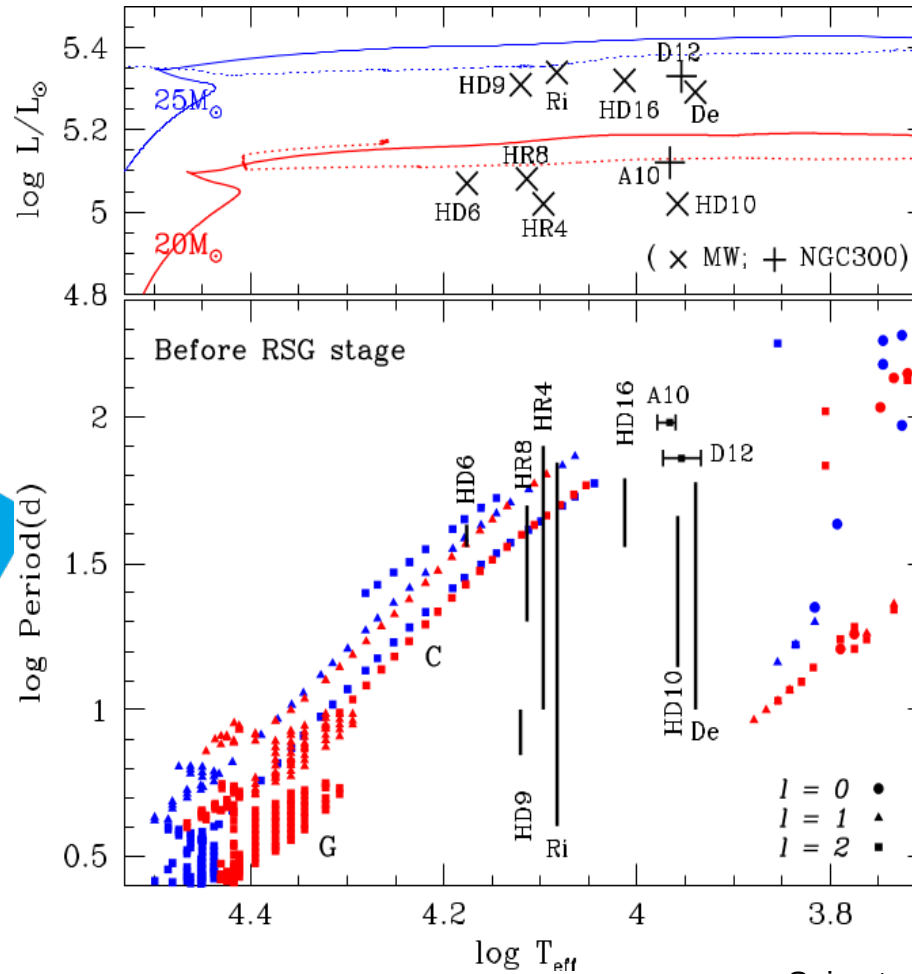 log L/L⊙
5.4
5.2
5
4.8
25M⊙
20M⊙
HD9
Ri
HD16
D12
De
HR8
HD6
HR4
A10
HD10
( × MW; + NGC300)
log Period(d)
2
1.5
1
0.5
Before RSG stage
HD6
HR8
HR4
HD16
A10
D12
C
G
HD9
Ri
HD10
De
l = 0 ●
l = 1 ▲
l = 2 ■
4.4 4.2 4 3.8
log T_eff